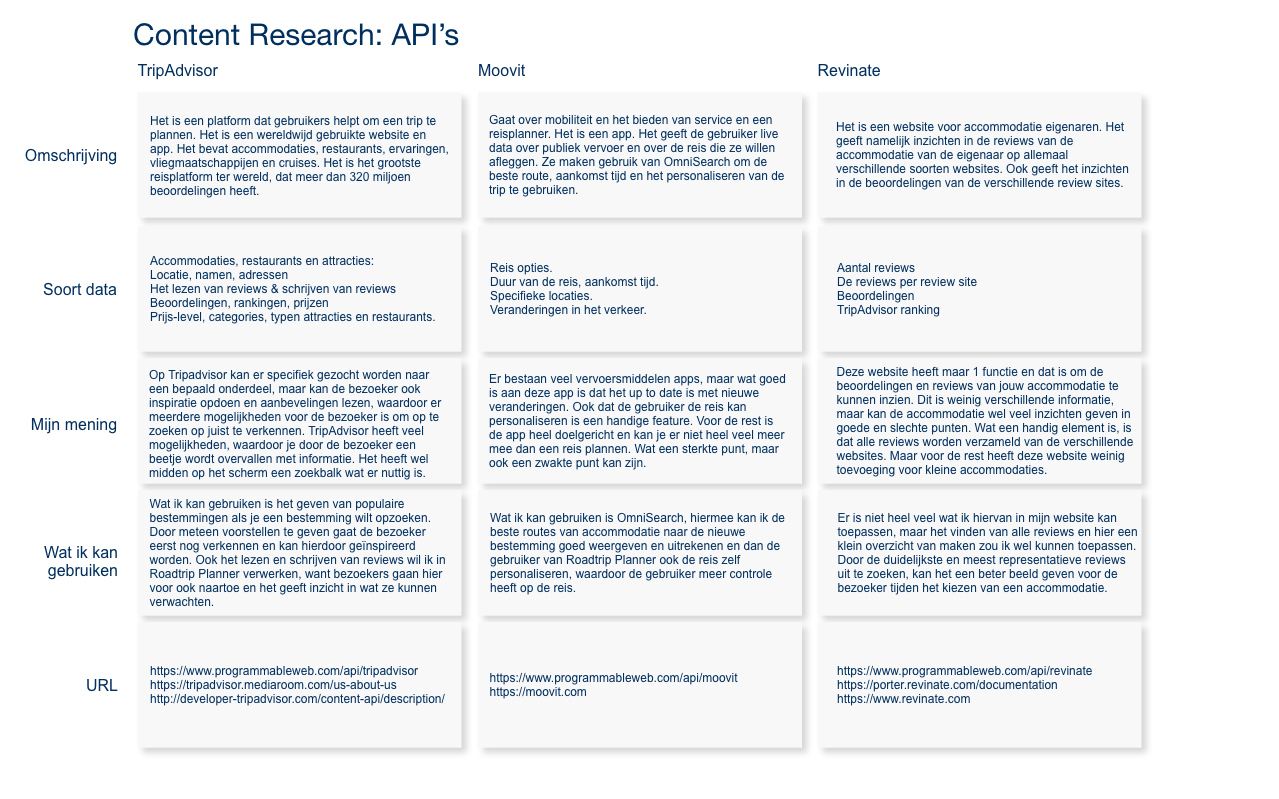 Content Research: API’s
TripAdvisor
Moovit
Revinate
Omschrijving
Het is een platform dat gebruikers helpt om een trip te
plannen. Het is een wereldwijd gebruikte website en
app. Het bevat accommodaties, restaurants, ervaringen,
vliegmaatschappijen en cruises. Het is het grootste
reisplatform ter wereld, dat meer dan 320 miljoen
beoordelingen heeft.
Gaat over mobiliteit en het bieden van service en een
reisplanner. Het is een app. Het geeft de gebruiker live
data over publiek vervoer en over de reis die ze willen
afleggen. Ze maken gebruik van OmniSearch om de
beste route, aankomst tijd en het personaliseren van de
trip te gebruiken.
Het is een website voor accommodatie eigenaren. Het
geeft namelijk inzichten in de reviews van de
accommodatie van de eigenaar op allemaal
verschillende soorten websites. Ook geeft het inzichten
in de beoordelingen van de verschillende review sites.
Soort data
Accommodaties, restaurants en attracties:
Locatie, namen, adressen
Het lezen van reviews & schrijven van reviews
Beoordelingen, rankingen, prijzen
Prijs-level, categories, typen attracties en restaurants.
Reis opties.
Duur van de reis, aankomst tijd.
Specifieke locaties.
Veranderingen in het verkeer.
Aantal reviews
De reviews per review site
Beoordelingen
TripAdvisor ranking
Mijn mening
Op Tripadvisor kan er specifiek gezocht worden naar
een bepaald onderdeel, maar kan de bezoeker ook
inspiratie opdoen en aanbevelingen lezen, waardoor er
meerdere mogelijkheden voor de bezoeker is om op te
zoeken op juist te verkennen. TripAdvisor heeft veel
mogelijkheden, waardoor je door de bezoeker een
beetje wordt overvallen met informatie. Het heeft wel
midden op het scherm een zoekbalk wat er nuttig is.
Er bestaan veel vervoersmiddelen apps, maar wat goed
is aan deze app is dat het up to date is met nieuwe
veranderingen. Ook dat de gebruiker de reis kan
personaliseren is een handige feature. Voor de rest is
de app heel doelgericht en kan je er niet heel veel meer
mee dan een reis plannen. Wat een sterkte punt, maar
ook een zwakte punt kan zijn.
Deze website heeft maar 1 functie en dat is om de
beoordelingen en reviews van jouw accommodatie te
kunnen inzien. Dit is weinig verschillende informatie,
maar kan de accommodatie wel veel inzichten geven in
goede en slechte punten. Wat een handig element is, is
dat alle reviews worden verzameld van de verschillende
websites. Maar voor de rest heeft deze website weinig
toevoeging voor kleine accommodaties.
Wat ik kan
gebruiken
Wat ik kan gebruiken is het geven van populaire
bestemmingen als je een bestemming wilt opzoeken.
Door meteen voorstellen te geven gaat de bezoeker
eerst nog verkennen en kan hierdoor geïnspireerd
worden. Ook het lezen en schrijven van reviews wil ik in
Roadtrip Planner verwerken, want bezoekers gaan hier
voor ook naartoe en het geeft inzicht in wat ze kunnen
verwachten.
Wat ik kan gebruiken is OmniSearch, hiermee kan ik de
beste routes van accommodatie naar de nieuwe
bestemming goed weergeven en uitrekenen en dan de
gebruiker van Roadtrip Planner ook de reis zelf
personaliseren, waardoor de gebruiker meer controle
heeft op de reis.
Er is niet heel veel wat ik hiervan in mijn website kan
toepassen, maar het vinden van alle reviews en hier een
klein overzicht van maken zou ik wel kunnen toepassen.
Door de duidelijkste en meest representatieve reviews
uit te zoeken, kan het een beter beeld geven voor de
bezoeker tijden het kiezen van een accommodatie.
URL
https://www.programmableweb.com/api/tripadvisor
https://tripadvisor.mediaroom.com/us-about-us
http://developer-tripadvisor.com/content-api/description/
https://www.programmableweb.com/api/moovit
https://moovit.com
https://www.programmableweb.com/api/revinate
https://porter.revinate.com/documentation
https://www.revinate.com